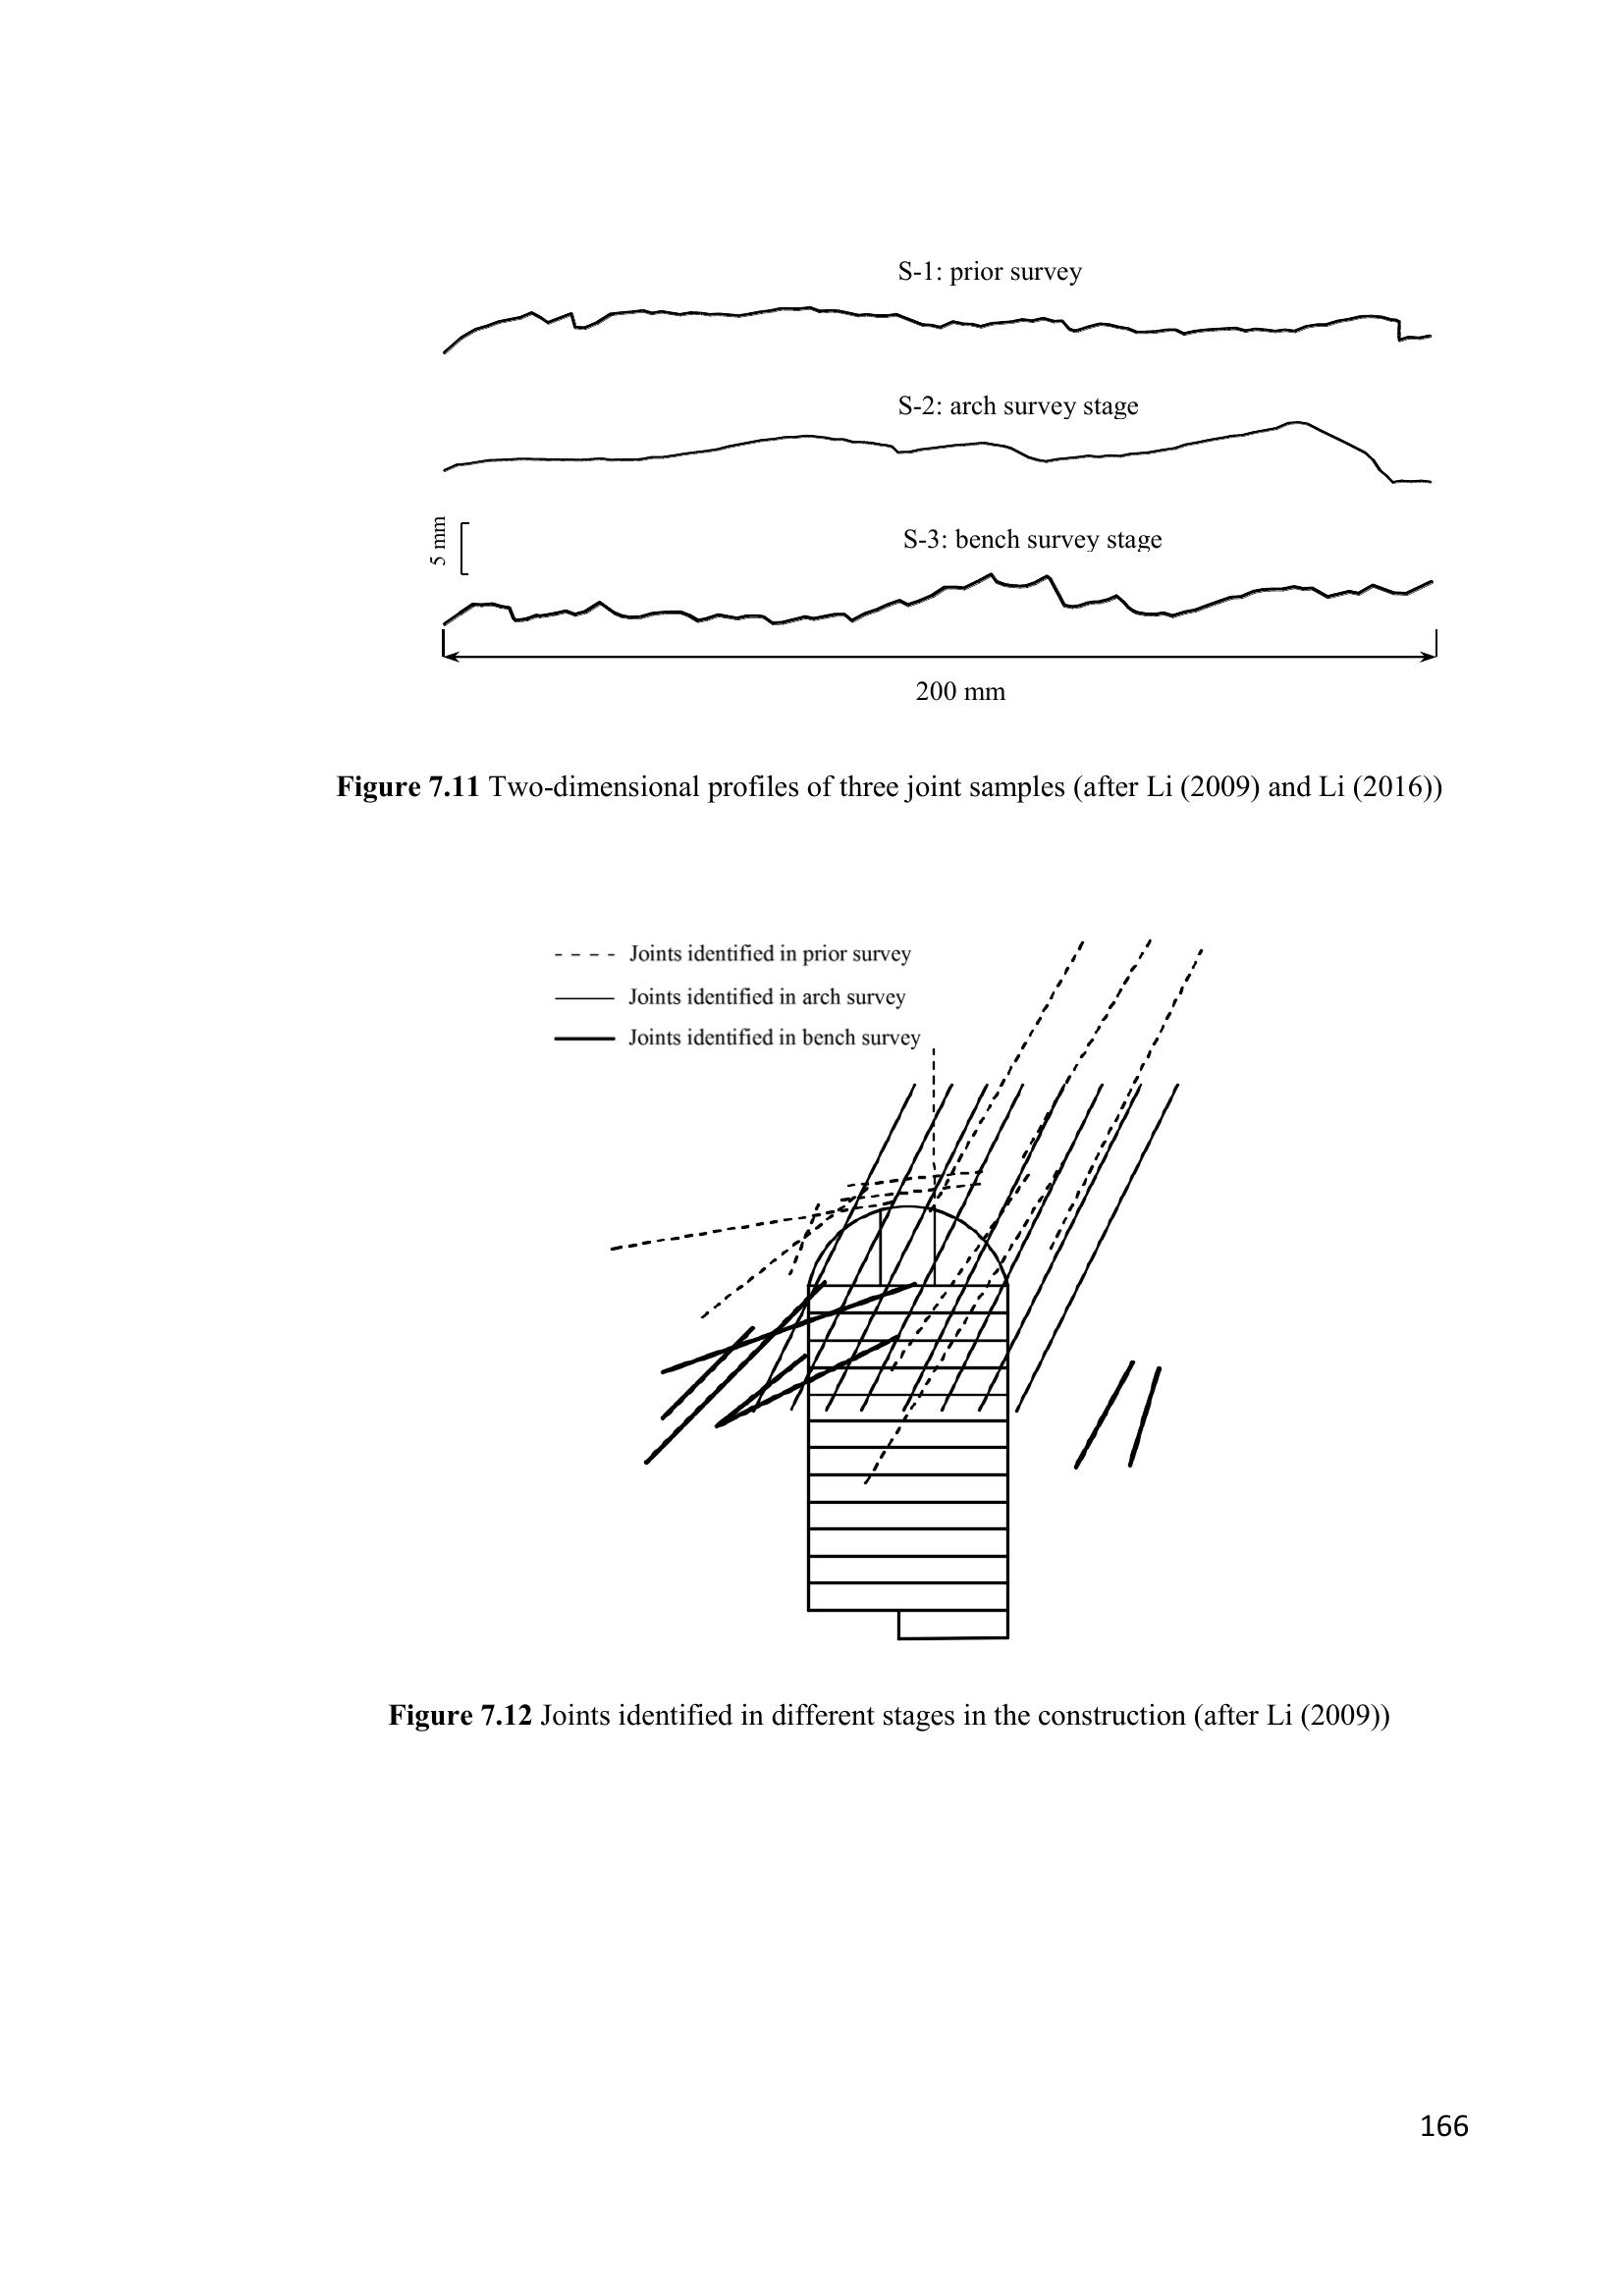 S-1: prior survey
S-2: arch survey stage
5 mm
S-3: bench survey stage
200 mm
Figure 7.11 Two-dimensional profiles of three joint samples (after Li (2009) and Li (2016))
Joints identified in prior survey
Joints identified in arch survey
Joints identified in bench survey
Figure 7.12 Joints identified in different stages in the construction (after Li (2009))
166